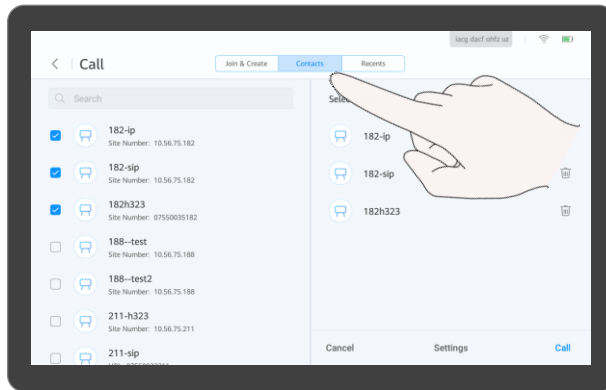 iacg dacf ohfz uz
Call
Join & Create
Contacts
Recents
Search
182-ip
Site Number: 10.56.75.182
182-sip
Site Number: 10.56.75.182
182h323
Site Number: 07550035182
188--test
Site Number: 10.56.75.188
188--test2
Site Number: 10.56.75.188
211-h323
Site Number: 10.56.75.211
211-sip
182-ip
182-sip
182h323
Cancel
Settings
Call